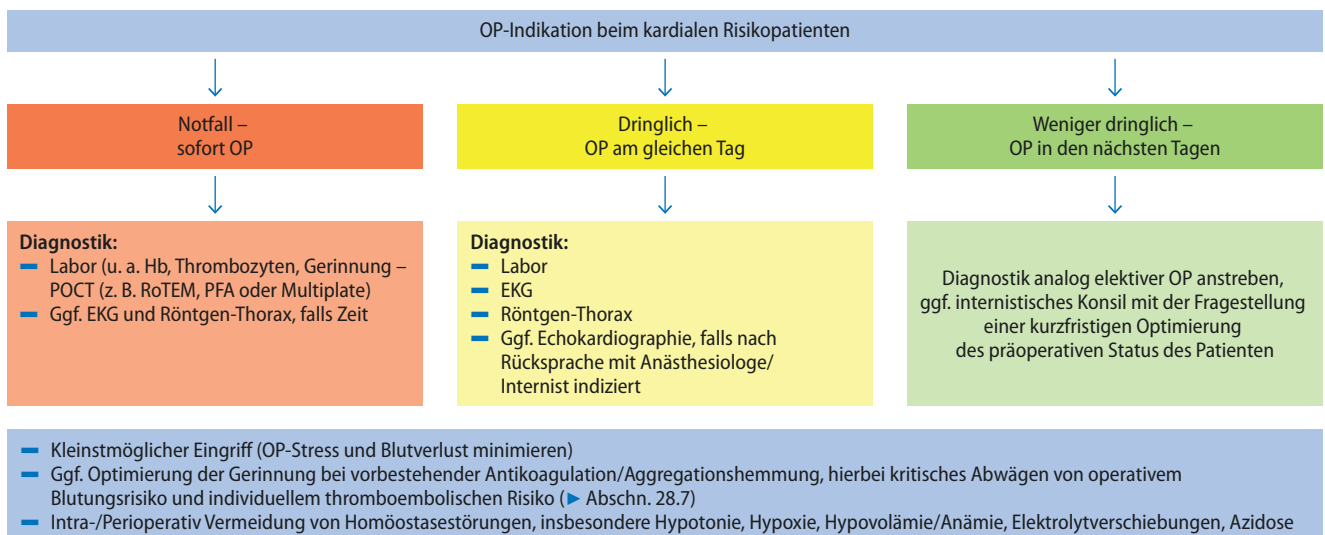 OP-Indikation beim kardialen Risikopatienten
Notfall –
sofort OP
Dringlich –
OP am gleichen Tag
Weniger dringlich –
OP in den nächsten Tagen
Diagnostik:
Labor (u. a. Hb, Thrombozyten, Gerinnung –
POCT (z. B. RoTEM, PFA oder Multiplate)
Ggf. EKG und Röntgen-Thorax, falls Zeit
Diagnostik:
Labor
EKG
Röntgen-Thorax
Ggf. Echokardiographie, falls nach
Rücksprache mit Anästhesiologe/
Internist indiziert
Diagnostik analog elektiver OP anstreben,
ggf. internistisches Konsil mit der Fragestellung
einer kurzfristigen Optimierung
des präoperativen Status des Patienten
Kleinstmöglicher Eingriff (OP-Stress und Blutverlust minimieren)
Ggf. Optimierung der Gerinnung bei vorbestehender Antikoagulation/Aggregationshemmung, hierbei kritisches Abwägen von operativem
Blutungsrisiko und individuellem thromboembolischen Risiko (► Abschn. 28.7)
Intra-/Perioperativ Vermeidung von Homöostasestörungen, insbesondere Hypotonie, Hypoxie, Hypovolämie/Anämie, Elektrolytverschiebungen, Azidose